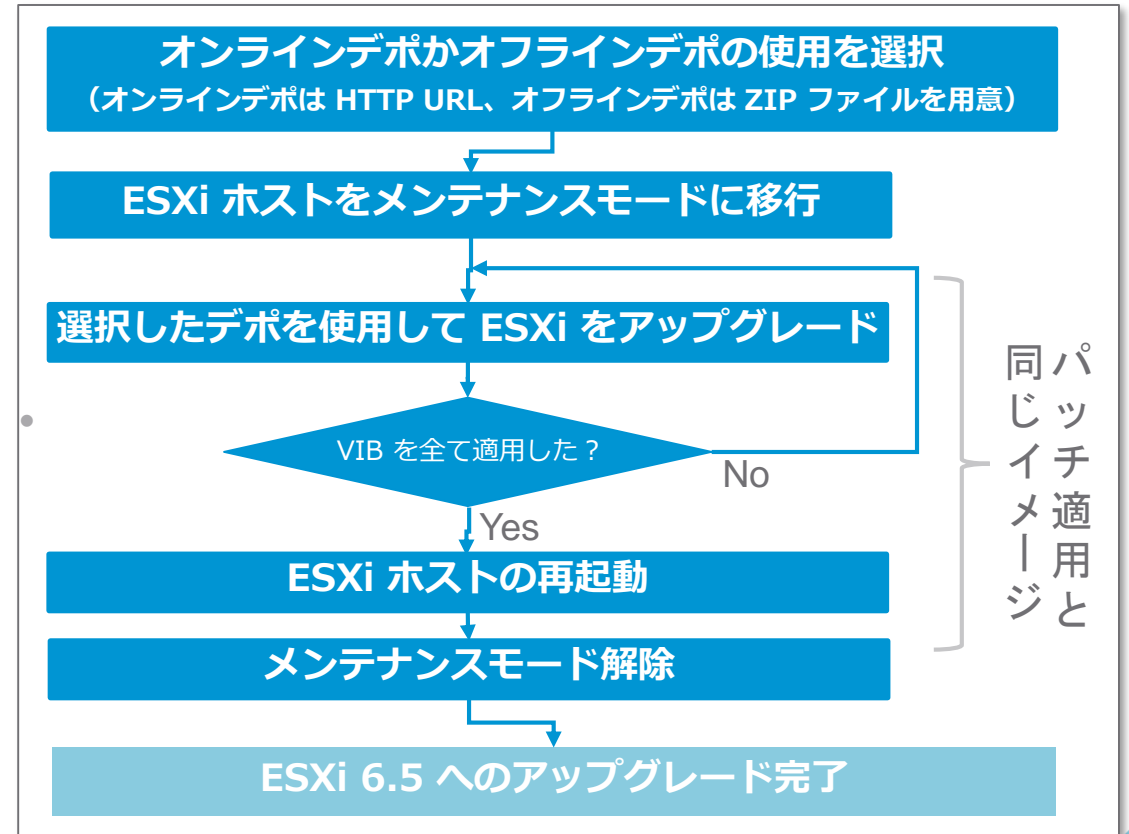 オンラインデポかオフラインデポの使用を選択
（オンラインデポは HTTP URL、オフラインデポは ZIP ファイルを用意）
ESXi ホストをメンテナンスモードに移行
選択したデポを使用して ESXi をアップグレード
VIB を全て適用した？
No
Yes
ESXi ホストの再起動
メンテナンスモード解除
ESXi 6.5 へのアップグレード完了
パッチ適用と
同じイメージ